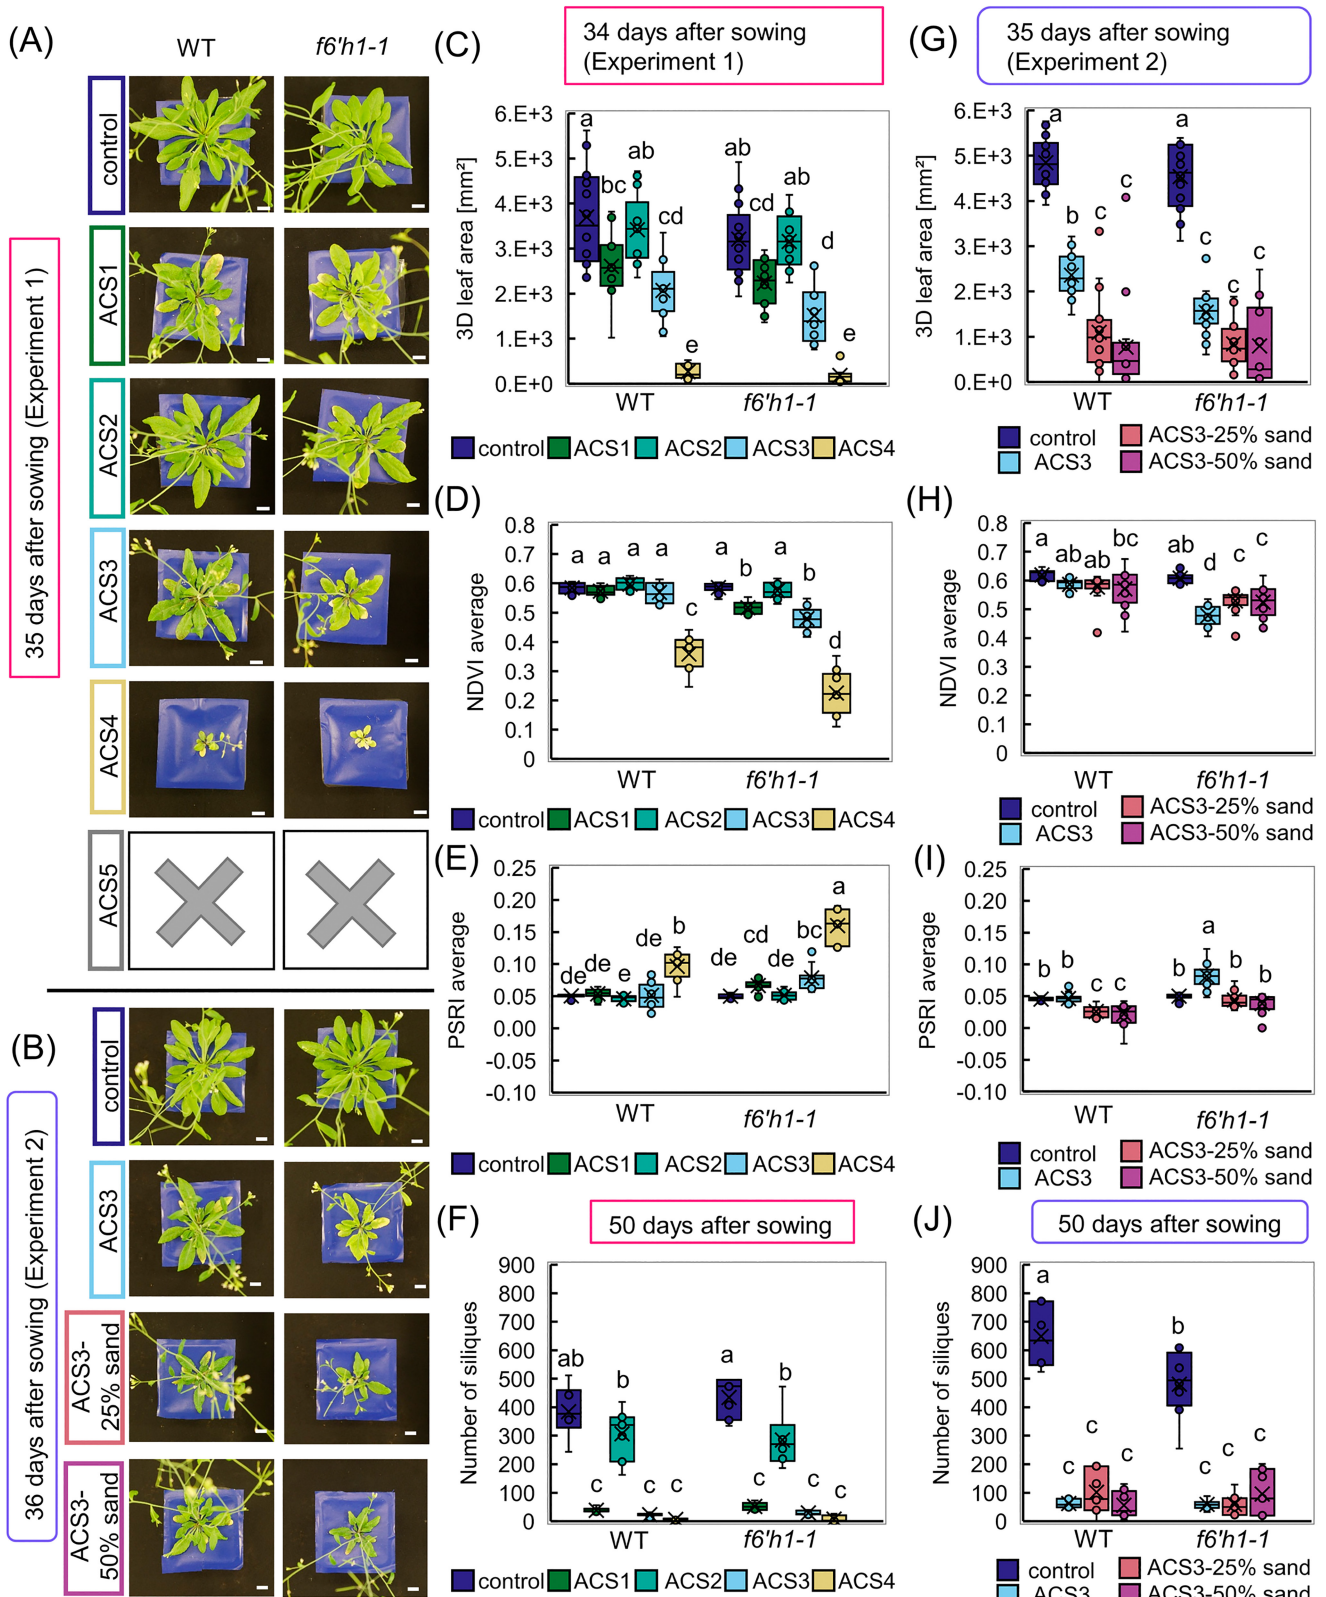 (A)
WT
f6'h1-1
35 days after sowing (Experiment 1)
control
ACS1
ACS2
ACS3
ACS4
ACS5
(B)
36 days after sowing (Experiment 2)
control
ACS3
ACS3-
25% sand
ACS3-
50% sand
(C)
34 days after sowing
(Experiment 1)
3D leaf area [mm²]
6.E+3
5.E+3
4.E+3
3.E+3
2.E+3
1.E+3
0.E+0
a
bc
ab
cd
e
ab
cd
ab
d
e
WT
f6'h1-1
control
ACS1
ACS2
ACS3
ACS4
(D)
NDVI average
0.8
0.7
0.6
0.5
0.4
0.3
0.2
0.1
0
a
a
a
a
c
a
b
a
b
d
WT
f6'h1-1
control
ACS1
ACS2
ACS3
ACS4
(E)
PSRI average
0.25
0.20
0.15
0.10
0.05
0.00
-0.05
-0.10
de
de
e
de
b
de
cd
de
bc
a
WT
f6'h1-1
control
ACS1
ACS2
ACS3
ACS4
(F)
50 days after sowing
Number of siliques
900
800
700
600
500
400
300
200
100
0
ab
c
b
c
c
a
c
b
c
c
WT
f6'h1-1
control
ACS1
ACS2
ACS3
ACS4
(G)
35 days after sowing
(Experiment 2)
3D leaf area [mm²]
6.E+3
5.E+3
4.E+3
3.E+3
2.E+3
1.E+3
0.E+0
a
b
c
c
a
c
c
c
WT
f6'h1-1
control
ACS3-25% sand
ACS3
ACS3-50% sand
(H)
NDVI average
0.8
0.7
0.6
0.5
0.4
0.3
0.2
0.1
0
a
ab
ab
bc
ab
d
c
c
WT
f6'h1-1
control
ACS3-25% sand
ACS3
ACS3-50% sand
(I)
PSRI average
0.25
0.20
0.15
0.10
0.05
0.00
-0.05
-0.10
b
b
c
c
b
a
b
b
WT
f6'h1-1
control
ACS3-25% sand
ACS3
ACS3-50% sand
(J)
50 days after sowing
Number of siliques
900
800
700
600
500
400
300
200
100
0
a
c
c
c
b
c
c
c
WT
f6'h1-1
control
ACS3-25% sand
ACS3
ACS3-50% sand